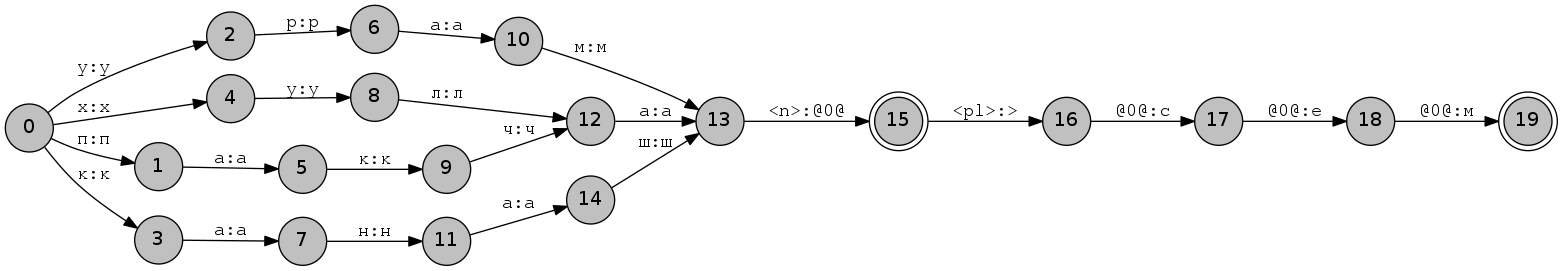 у:у
х:х
п:п
к:к
р:р
у:у
а:а
а:а
а:а
л:л
к:к
н:н
м:м
ч:ч
а:а
а:а
ш:ш
<n>:@0@
<pl>:>
@0@:с
@0@:е
@0@:м
0
1
2
3
4
5
6
7
8
9
10
11
12
13
14
15
16
17
18
19